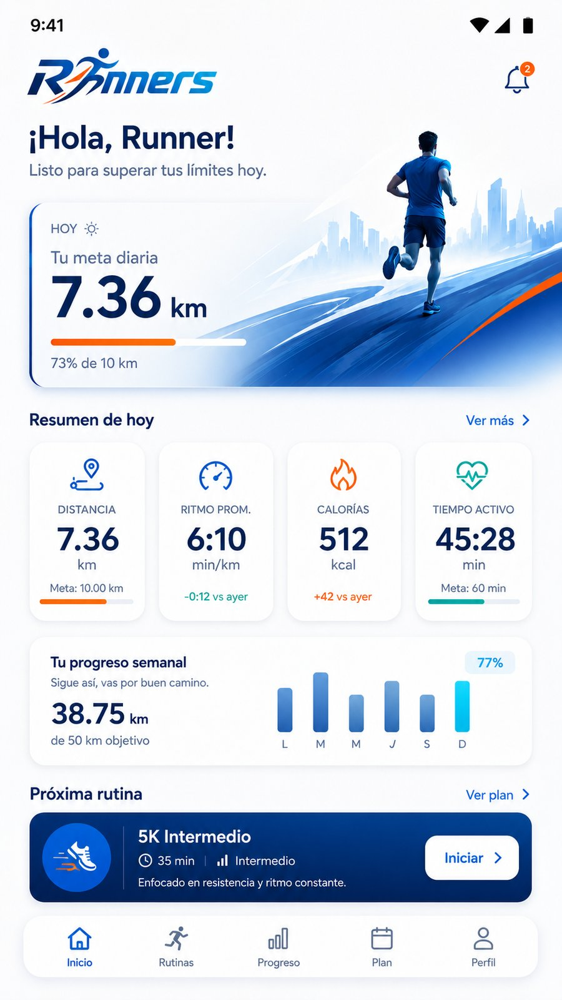 9:41
Runners
2
¡Hola, Runner!
Listo para superar tus límites hoy.
HOY
Tu meta diaria
7.36 km
73% de 10 km
Resumen de hoy
Ver más
DISTANCIA
7.36
km
Meta: 10.00 km
RITMO PROM.
6:10
min/km
-0:12 vs ayer
CALORÍAS
512
kcal
+42 vs ayer
TIEMPO ACTIVO
45:28
min
Meta: 60 min
Tu progreso semanal
Sigue así, vas por buen camino.
38.75 km
de 50 km objetivo
77%
L M M J S D
Próxima rutina
Ver plan
5K Intermedio
35 min | Intermedio
Enfocado en resistencia y ritmo constante.
Iniciar
Inicio
Rutinas
Progreso
Plan
Perfil